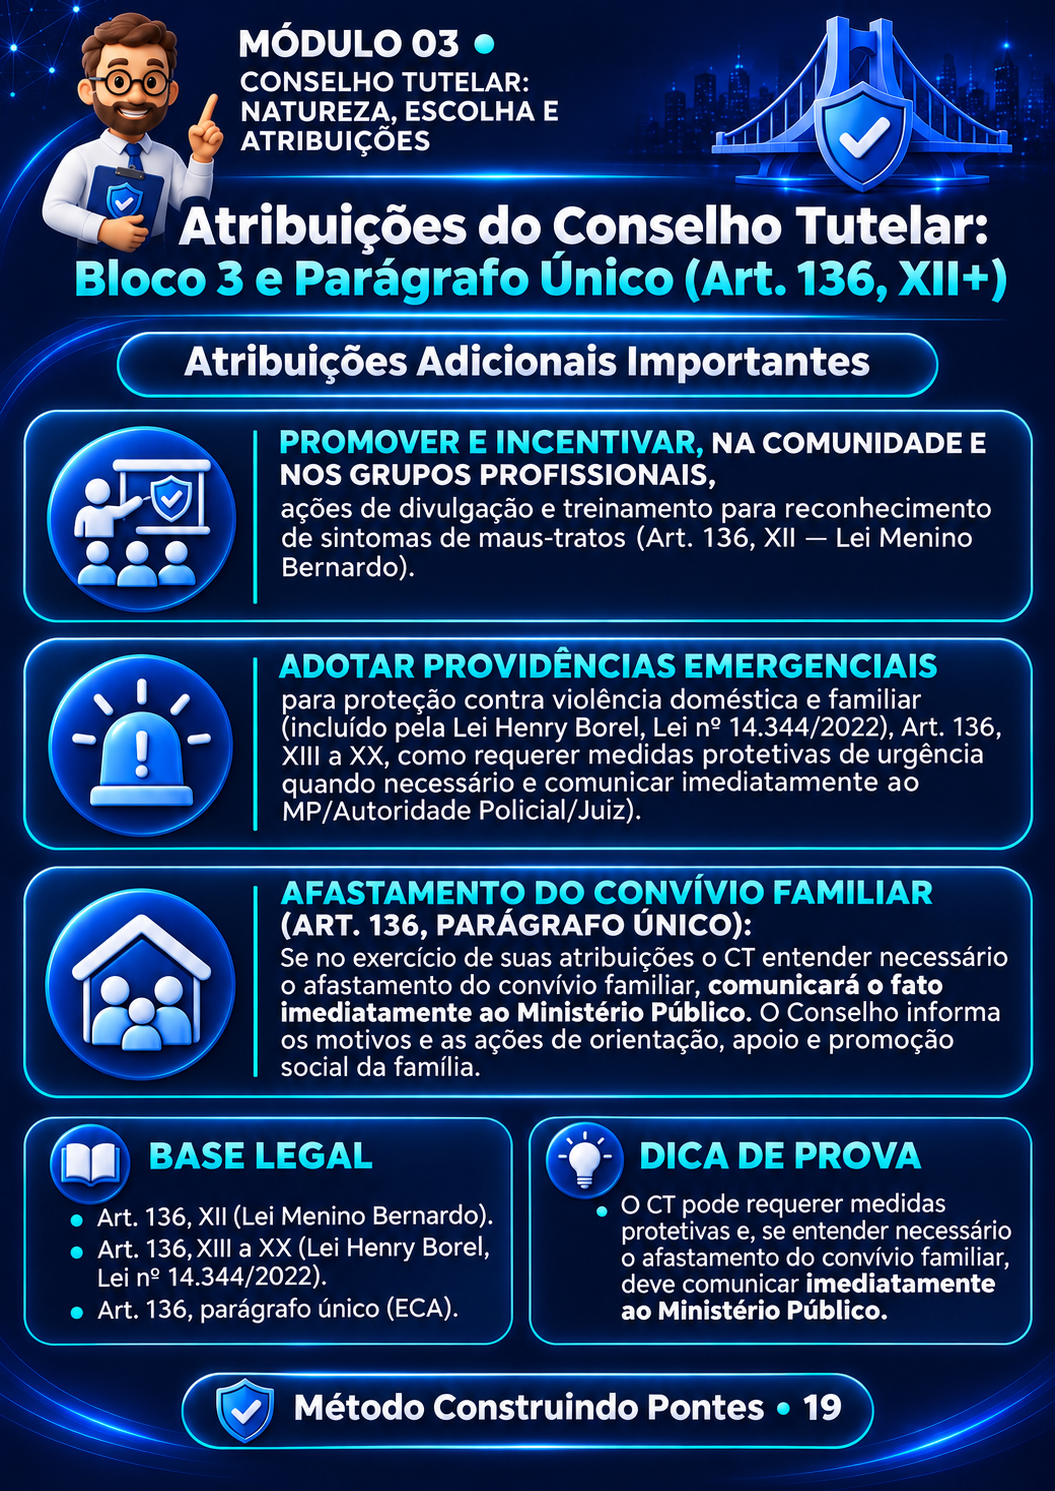 MÓDULO 03 •
CONSELHO TUTELAR:
NATUREZA, ESCOLHA E
ATRIBUIÇÕES
Atribuições do Conselho Tutelar:
Bloco 3 e Parágrafo Único (Art. 136, XII+)
Atribuições Adicionais Importantes
PROMOVER E INCENTIVAR, NA COMUNIDADE E
NOS GRUPOS PROFISSIONAIS,
ações de divulgação e treinamento para reconhecimento
de sintomas de maus-tratos (Art. 136, XII — Lei Menino
Bernardo).
ADOTAR PROVIDÊNCIAS EMERGENCIAIS
para proteção contra violência doméstica e familiar
(incluído pela Lei Henry Borel, Lei nº 14.344/2022), Art. 136,
XIII a XX, como requerer medidas protetivas de urgência
quando necessário e comunicar imediatarmente ao
MP/Autoridade Policial/Juiz).
AFASTAMENTO DO CONVÍVIO FAMILIAR
(ART. 136, PARÁGRAFO ÚNICO):
Se no exercício de suas atribuições o CT entender necessário
o afastamento do convívio familiar, comunicará o fato
imediatamente ao Ministério Público. O Conselho informa
os motivos e as ações de orientação, apoio e promoção
social da família.
BASE LEGAL
• Art. 136, XII (Lei Menino Bernardo).
• Art. 136, XIII a XX (Lei Henry Borel,
Lei nº 14.344/2022).
• Art. 136, parágrafo único (ECA).
DICA DE PROVA
• O CT pode requerer medidas
protetivas e, se entender necessário
o afastamento do convívio familiar,
deve comunicar imediatamente
ao Ministério Público.
Método Construindo Pontes • 19